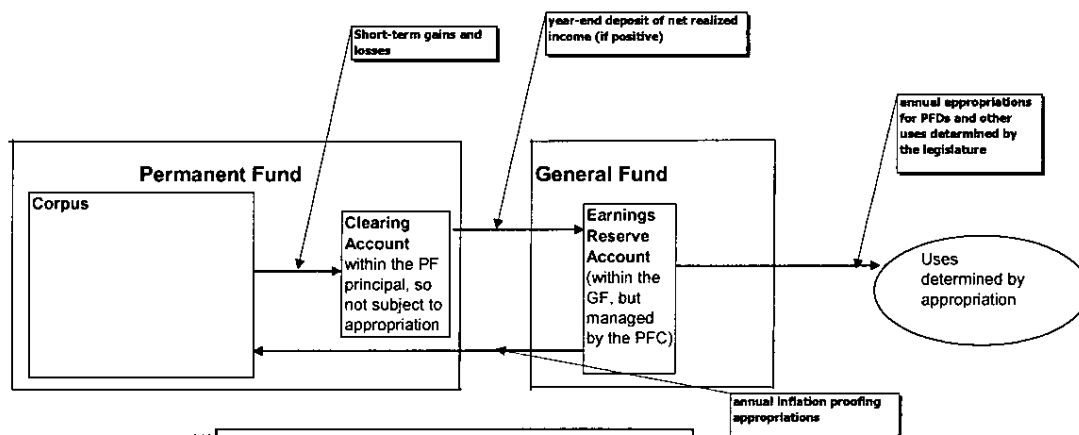 Short-term gains and
losses
year-end deposit of net realized
income (if positive)
annual appropriations
for PFDs and other
uses determined by
the legislature
Permanent Fund
General Fund
Corpus
Clearing
Account
within the PF
principal, so
not subject to
appropriation
Earnings
Reserve
Account
(within the
GF, but
managed
by the PFC)
Uses
determined by
appropriation
annual inflation proofing
appropriations